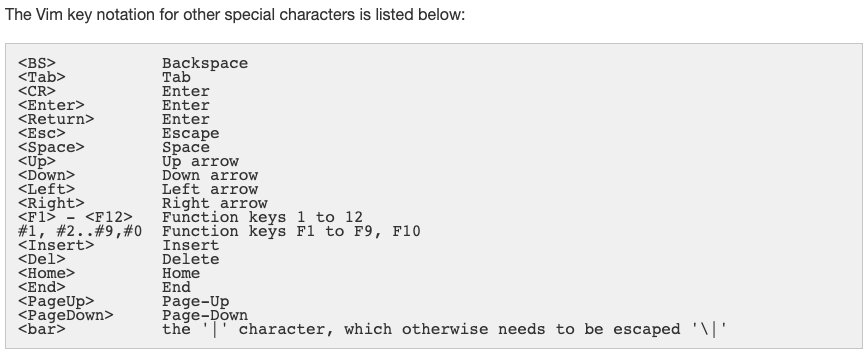 The Vim key notation for other special characters is listed below:
<BS>           Backspace
<Tab>          Tab
<CR>           Enter
<Enter>        Enter
<Return>       Enter
<Esc>          Escape
<Space>        Space
<Up>           Up arrow
<Down>         Down arrow
<Left>         Left arrow
<Right>        Right arrow
<F1> - <F12>   Function keys 1 to 12
#1, #2..#9,#0  Function keys F1 to F9, F10
<Insert>       Insert
<Del>          Delete
<Home>         Home
<End>          End
<PageUp>       Page-Up
<PageDown>     Page-Down
<bar>          the '|' character, which otherwise needs to be escaped '\|'